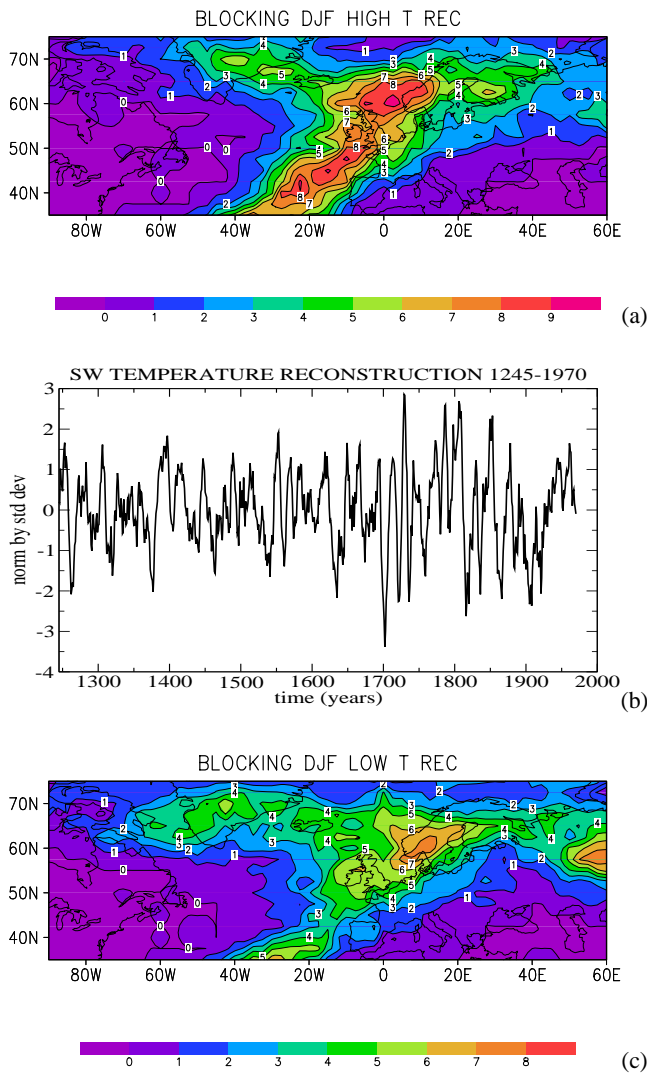 BLOCKING DJF HIGH T REC
70N
60N
50N
40N
80W 60W 40W 20W 0 20E 40E 60E
0 1 2 3 4 5 6 7 8 9
(a)
SW TEMPERATURE RECONSTRUCTION 1245-1970
3
2
1
0
-1
-2
-3
-4
norm by std dev
1300 1400 1500 1600 1700 1800 1900 2000
time (years)
(b)
BLOCKING DJF LOW T REC
70N
60N
50N
40N
80W 60W 40W 20W 0 20E 40E 60E
0 1 2 3 4 5 6 7 8
(c)